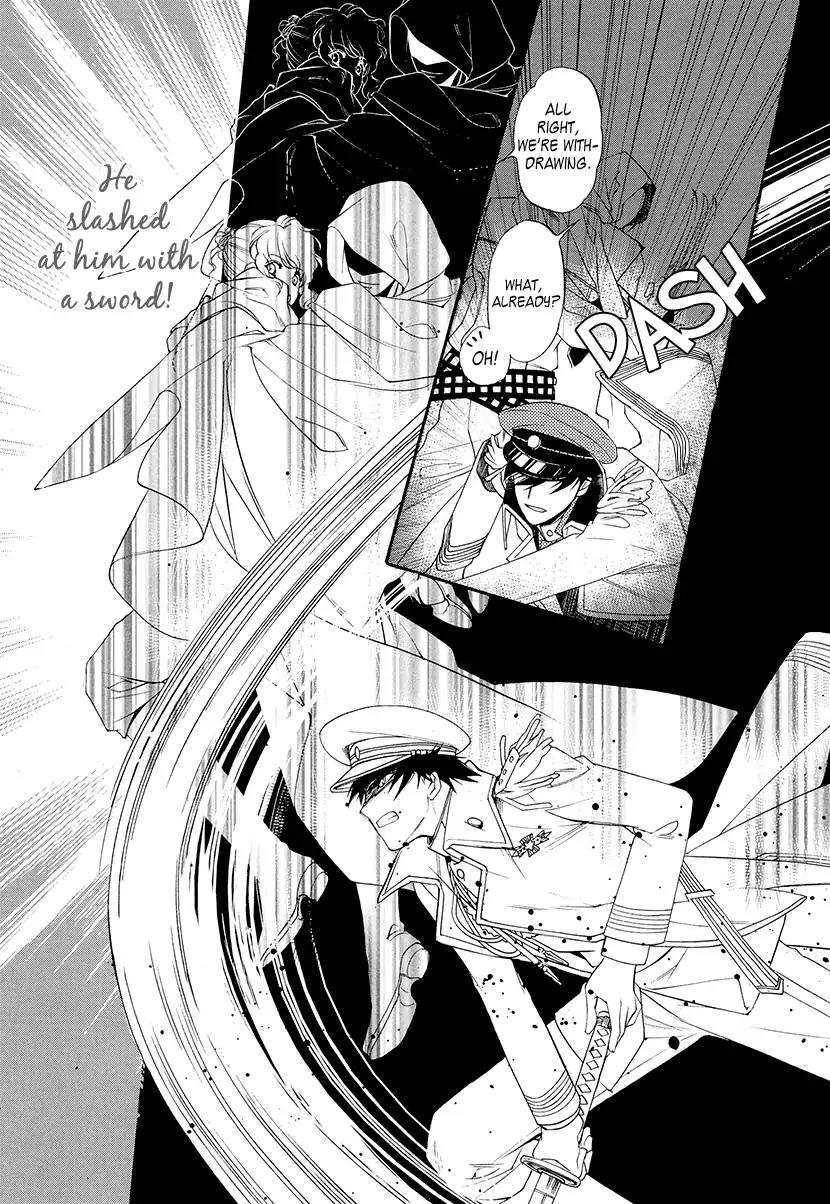 ALL
RIGHT,
WE'RE WITH-
DRAWING.
WHAT,
ALREADY?
OH!
DASH
He
slashed
at him with
a sword!